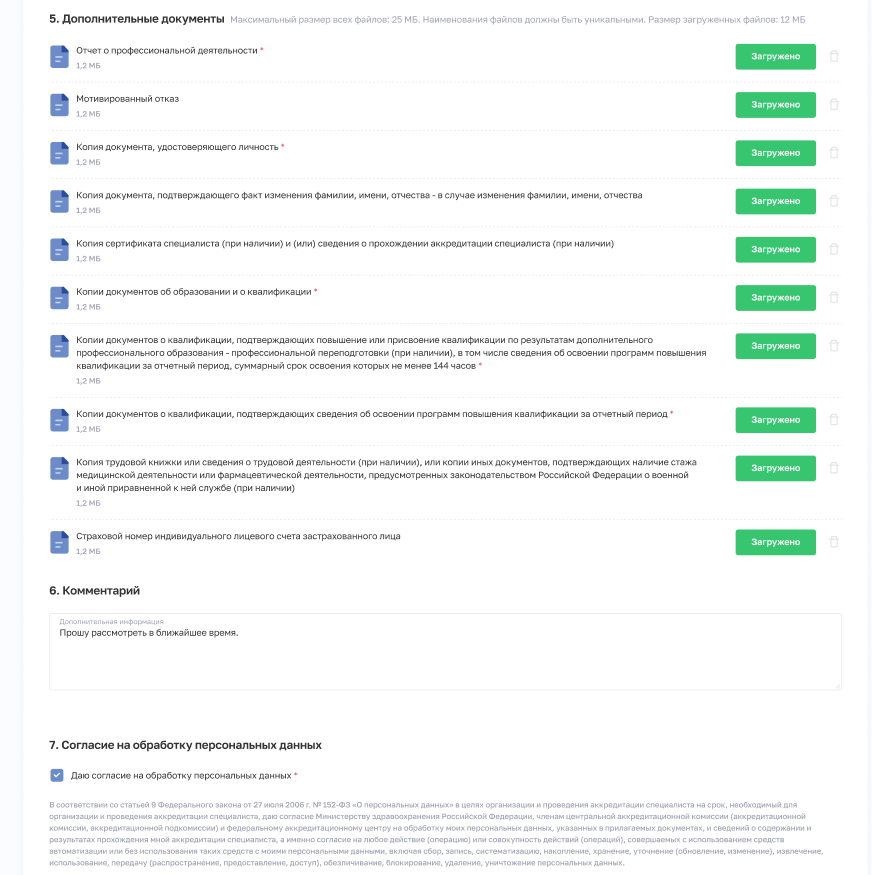 5. Дополнительные документы Максимальный размер всех файлов: 25 МБ. Наименования файлов должны быть уникальными. Размер загруженных файлов: 12 МБ
Отчет о профессиональной деятельности *
1,2 МБ
Загружено
Мотивированный отказ
1,2 МБ
Загружено
Копия документа, удостоверяющего личность *
1,2 МБ
Загружено
Копия документа, подтверждающего факт изменения фамилии, имени, отчества - в случае изменения фамилии, имени, отчества
1,2 МБ
Загружено
Копия сертификата специалиста (при наличии) и (или) сведения о прохождении аккредитации специалиста (при наличии)
1,2 МБ
Загружено
Копии документов об образовании и о квалификации *
1,2 МБ
Загружено
Копии документов о квалификации, подтверждающих повышение или присвоение квалификации по результатам дополнительного
профессионального образования - профессиональной переподготовки (при наличии), в том числе сведения об освоении программ повышения
квалификации за отчетный период, суммарный срок освоения которых не менее 144 часов *
1,2 МБ
Загружено
Копии документов о квалификации, подтверждающих сведения об освоении программ повышения квалификации за отчетный период *
1,2 МБ
Загружено
Копия трудовой книжки или сведения о трудовой деятельности (при наличии), или копии иных документов, подтверждающих наличие стажа
медицинской деятельности или фармацевтической деятельности, предусмотренных законодательством Российской Федерации о военной
и иной приравненной к ней службе (при наличии)
1,2 МБ
Загружено
Страховой номер индивидуального лицевого счета застрахованного лица
1,2 МБ
Загружено
6. Комментарий
Дополнительная информация
Прошу рассмотреть в ближайшее время.
7. Согласие на обработку персональных данных
Даю согласие на обработку персональных данных *
В соответствии со статьей 9 Федерального закона от 27 июля 2006 г. № 152-ФЗ «О персональных данных» в целях организации и проведения аккредитации специалиста на срок, необходимый для
организации и проведения аккредитации специалиста, даю согласие Министерству здравоохранения Российской Федерации, членам центральной аккредитационной комиссии (аккредитационной
комиссии, аккредитационной подкомиссии) и федеральному аккредитационному центру на обработку моих персональных данных, указанных в прилагаемых документах, и сведений о содержании и
результатах прохождения мной аккредитации специалиста, а именно согласие на любое действие (операцию) или совокупность действий (операций), совершаемых с использованием средств
автоматизации или без использования таких средств с моими персональными данными, включая сбор, запись, систематизацию, накопление, хранение, уточнение (обновление, изменение), извлечение,
использование, передачу (распространение, предоставление, доступ), обезличивание, блокирование, удаление, уничтожение персональных данных.